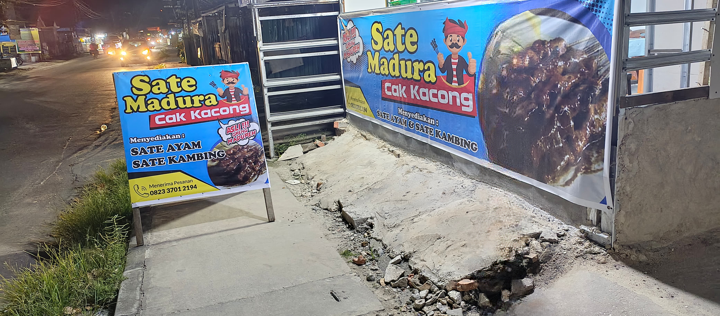 Sate
Madura
Cak Kacong
Menyediakan :
SATE AYAM
SATE KAMBING
Menerima Pesanan
0823 3701 2194
Sate
Madura
Cak Kacong
Menyediakan :
SATE AYAM & SATE KAMBING